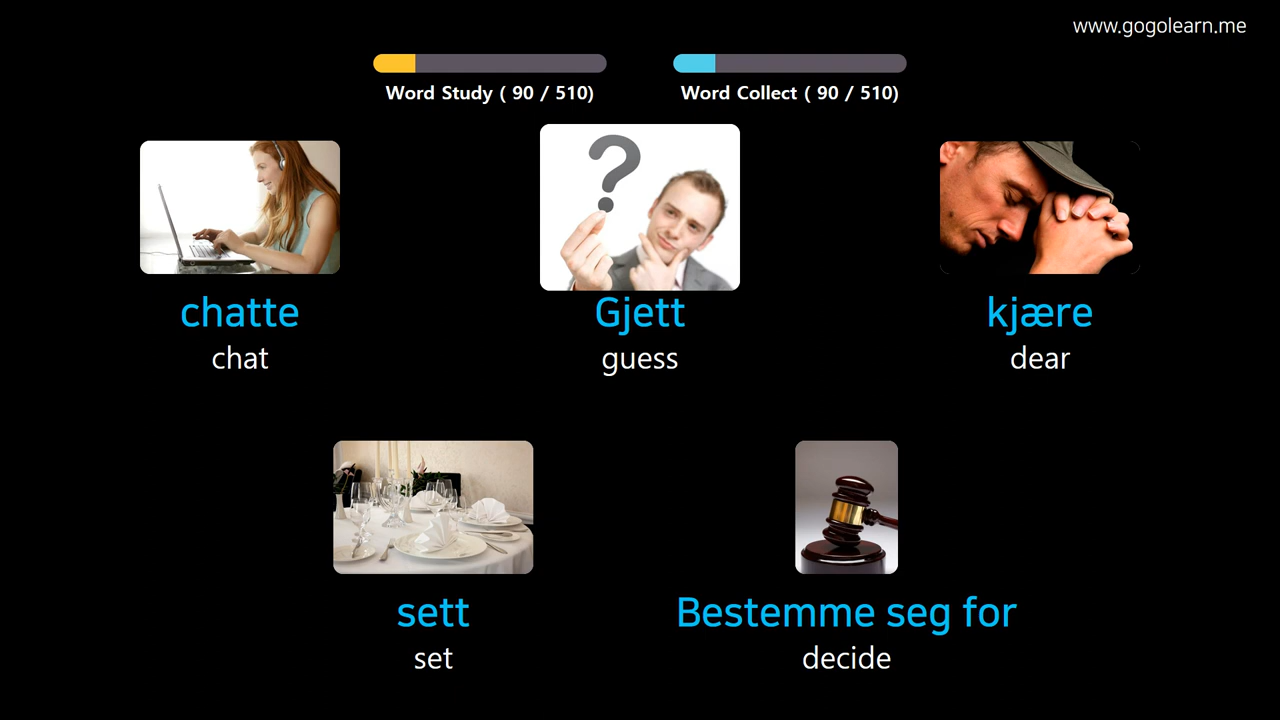 www.gogolearn.me
Word Study ( 90 / 510)
Word Collect ( 90 / 510)
chatte
chat
Gjett
guess
kjære
dear
sett
set
Bestemme seg for
decide